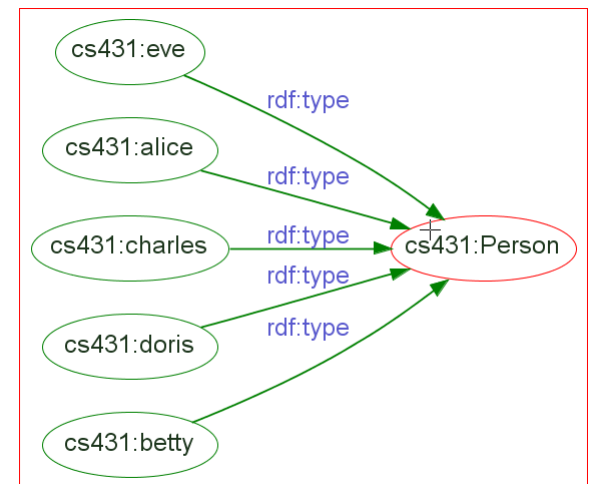 cs431:eve
rdf:type
cs431:alice
rdf:type
cs431:charles
rdf:type
cs431:Person
rdf:type
cs431:doris
rdf:type
cs431:betty